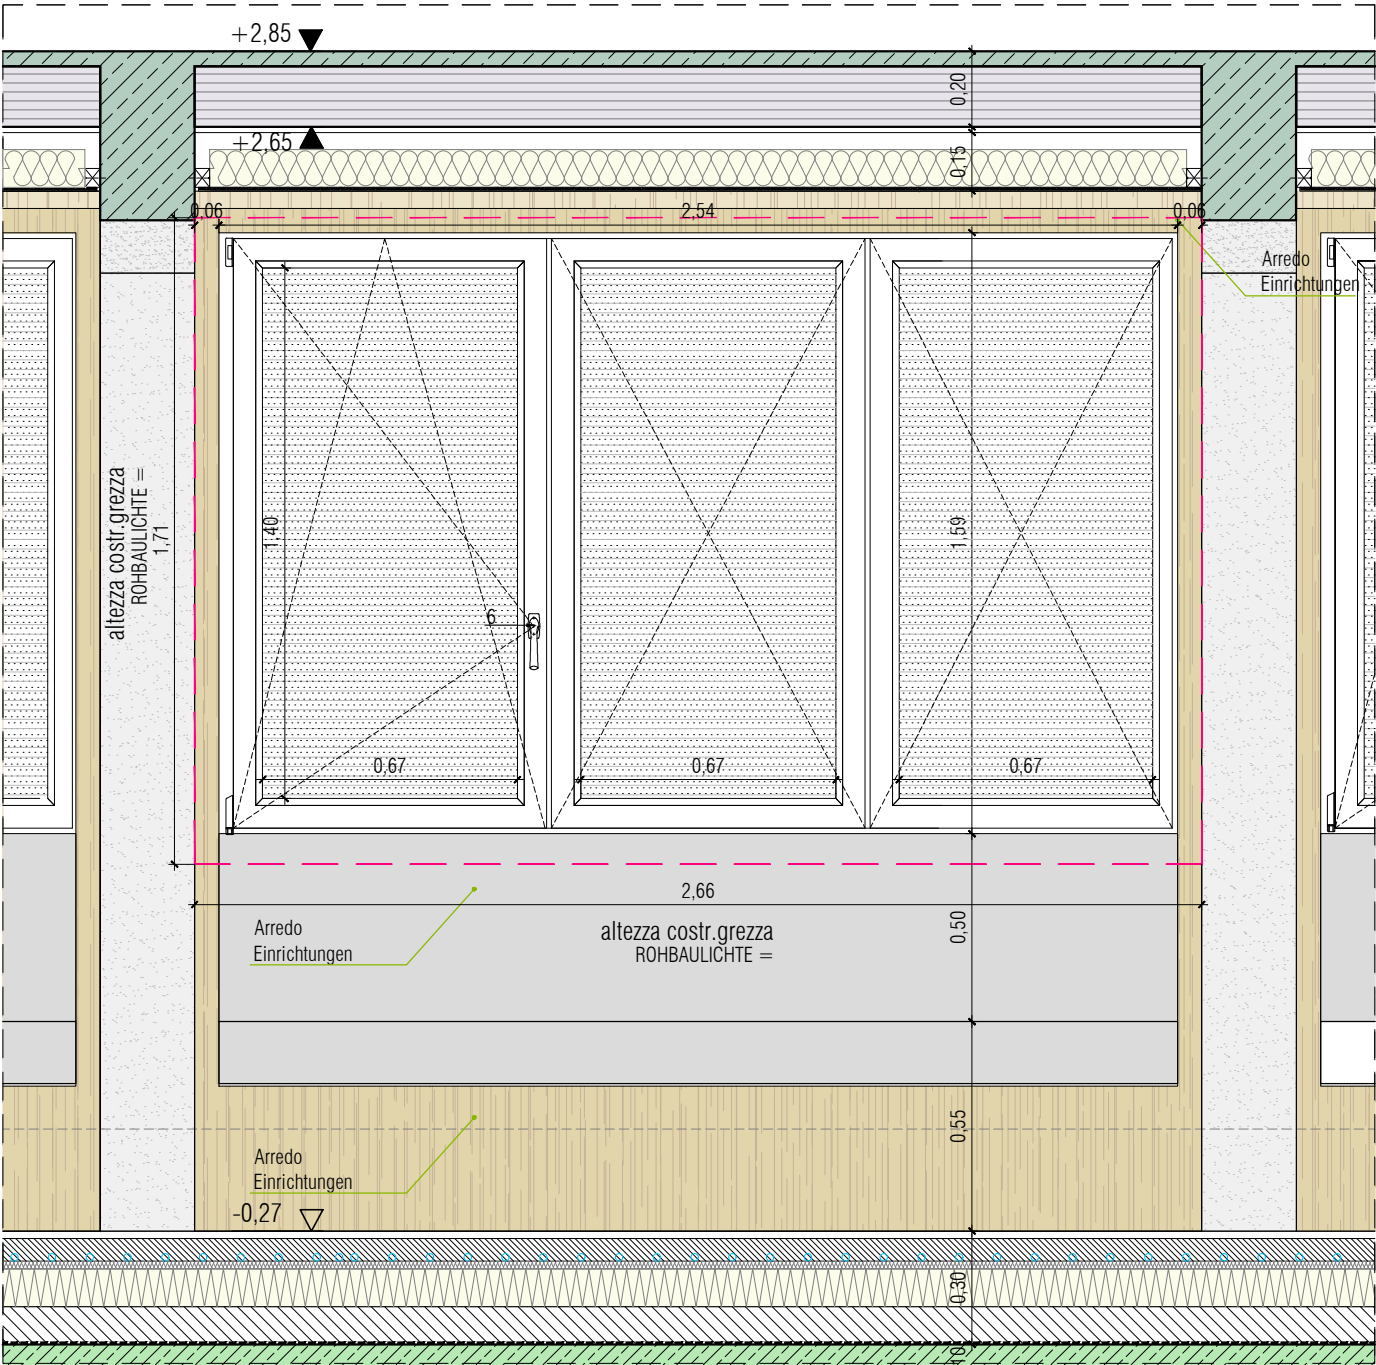 +2,85
0,20
+2,65
0,15
0,06
2,54
0,06
Arredo
Einrichtungen
altezza costr.grezza
ROHBAULICHTE =
1,71
1,40
1,59
6
0,67
0,67
0,67
2,66
Arredo
Einrichtungen
altezza costr.grezza
ROHBAULICHTE =
0,50
0,55
Arredo
Einrichtungen
-0,27
0,30
10